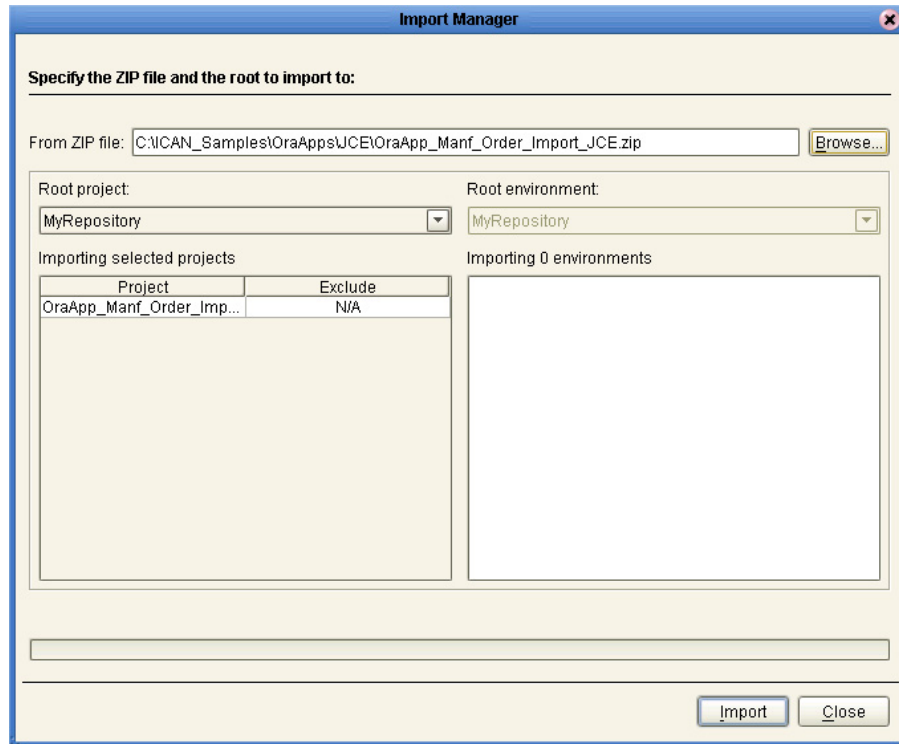 Import Manager
Specify the ZIP file and the root to import to:
From ZIP file: C:\ICAN_Samples\OraApps\JCE\OraApp_Manf_Order_Import_JCE.zip Browse...
Root project: Root environment:
MyRepository MyRepository
Importing selected projects Importing 0 environments
Project Exclude
OraApp_Manf_Order_Imp... N/A
Import Close